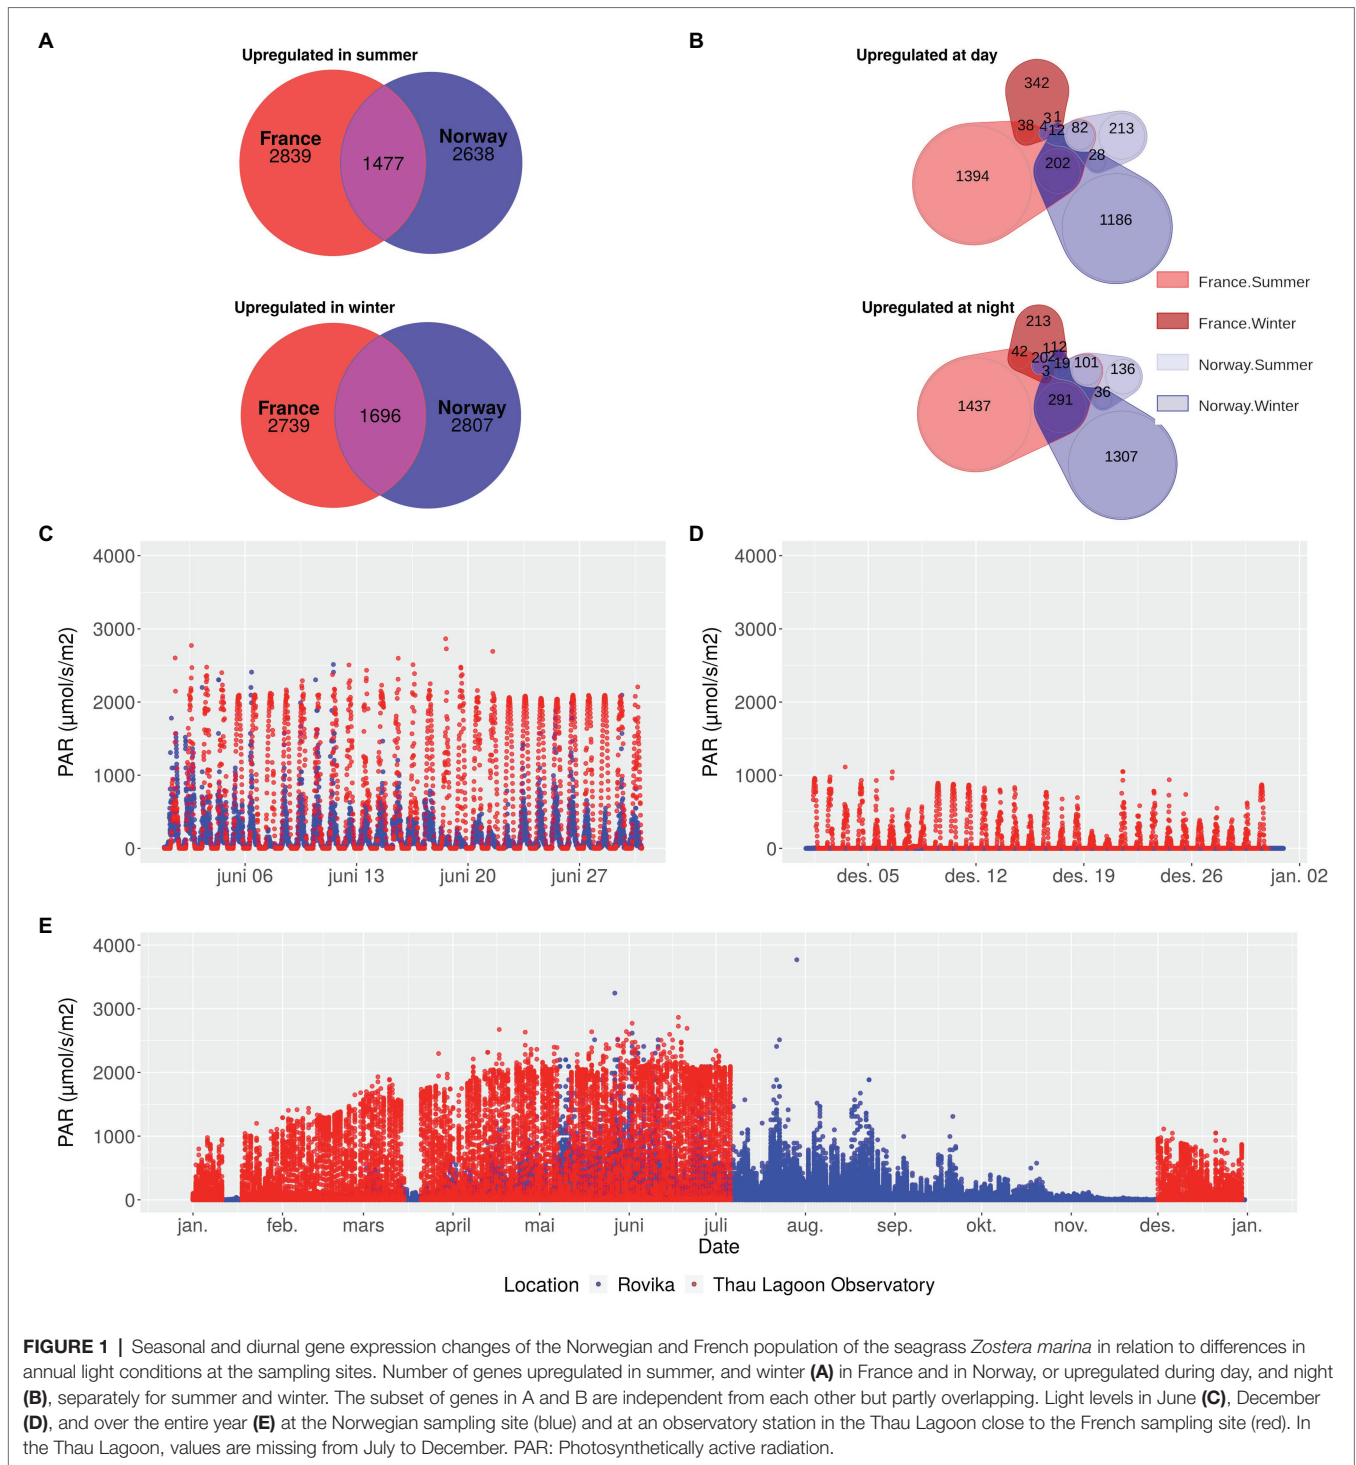 A
Upregulated in summer
France
2839
1477
Norway
2638
Upregulated in winter
France
2739
1696
Norway
2807
B
Upregulated at day
342
38
4
3
1
12
82
213
28
202
1394
1186
Upregulated at night
213
42
112
20
2
19
101
136
3
36
291
1437
1307
France.Summer
France.Winter
Norway.Summer
Norway.Winter
C
PAR (µmol/s/m2)
4000
3000
2000
1000
0
juni 06
juni 13
juni 20
juni 27
D
PAR (µmol/s/m2)
4000
3000
2000
1000
0
des. 05
des. 12
des. 19
des. 26
jan. 02
E
PAR (µmol/s/m2)
4000
3000
2000
1000
0
jan.
feb.
mars
april
mai
juni
juli
aug.
sep.
okt.
nov.
des.
jan.
Date
Location Rovika Thau Lagoon Observatory
FIGURE 1 | Seasonal and diurnal gene expression changes of the Norwegian and French population of the seagrass Zostera marina in relation to differences in
annual light conditions at the sampling sites. Number of genes upregulated in summer, and winter (A) in France and in Norway, or upregulated during day, and night
(B), separately for summer and winter. The subset of genes in A and B are independent from each other but partly overlapping. Light levels in June (C), December
(D), and over the entire year (E) at the Norwegian sampling site (blue) and at an observatory station in the Thau Lagoon close to the French sampling site (red). In
the Thau Lagoon, values are missing from July to December. PAR: Photosynthetically active radiation.